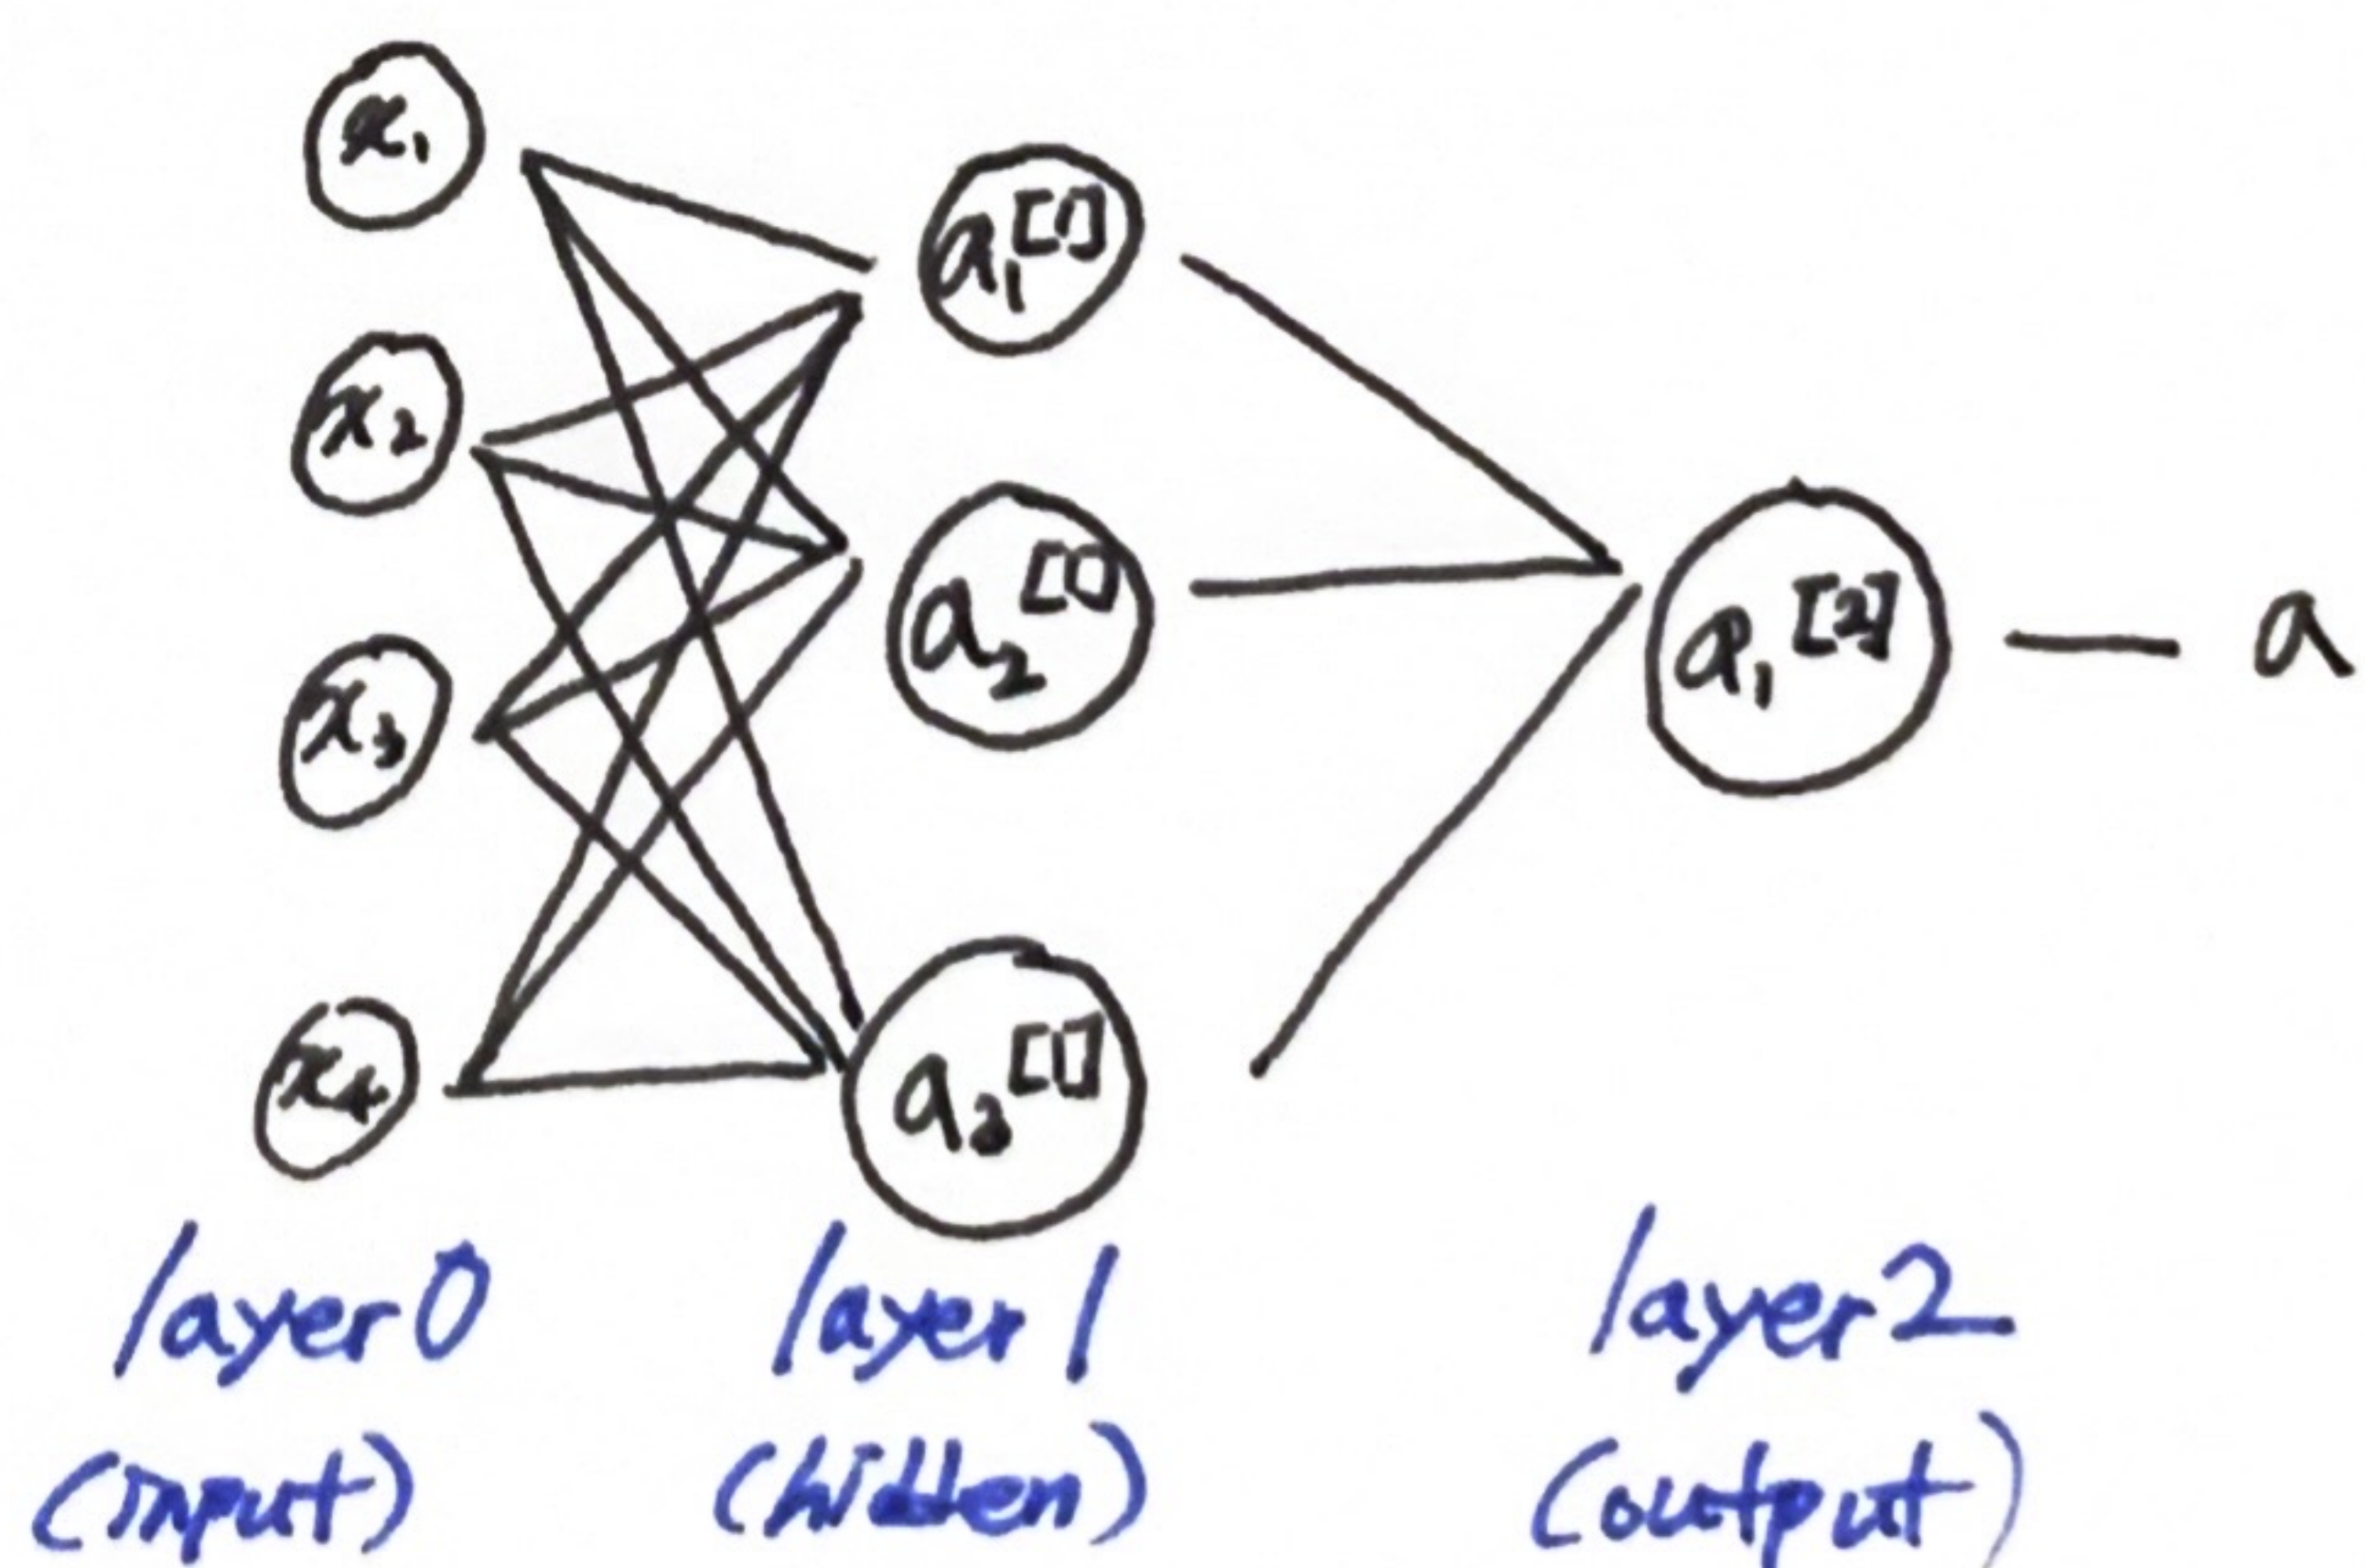 x₁
x₂
x₃
x₄
a₁^[1]
a₂^[1]
a₃^[1]
a₁^[2]
a
layer 0
(input)
layer 1
(hidden)
layer 2
(output)